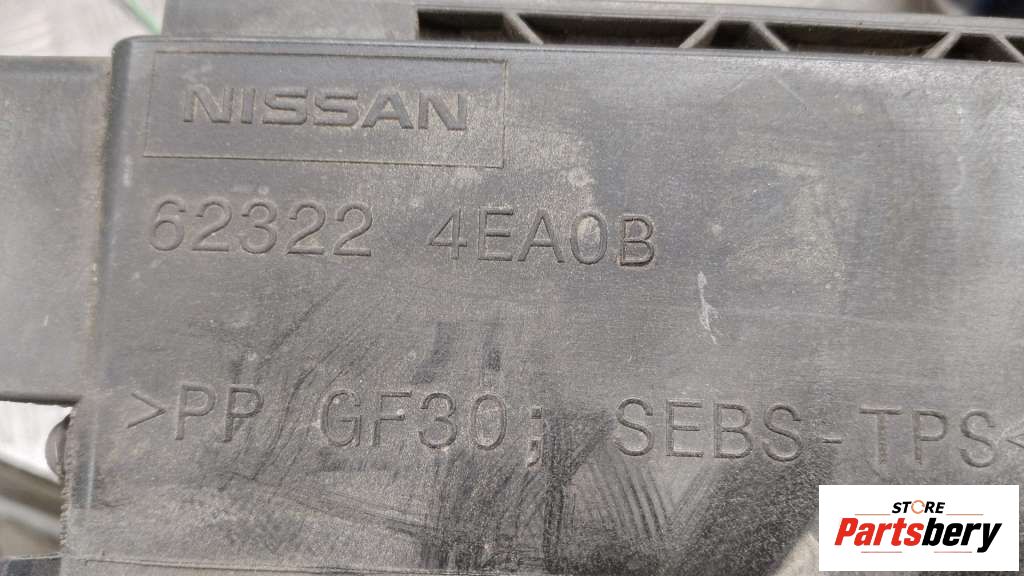 NISSAN
62322 4EA0B
>PP/GF30; SEBS-TPS<
STORE
Partsbery